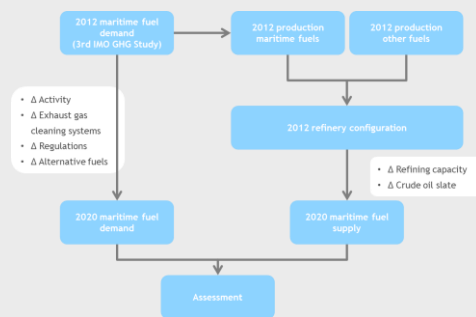 2012 maritime fuel
demand
(3rd IMO GHG Study)
2012 production
maritime fuels
2012 production
other fuels
• Δ Activity
• Δ Exhaust gas
cleaning systems
• Δ Regulations
• Δ Alternative fuels
2012 refinery configuration
• Δ Refining capacity
• Δ Crude oil slate
2020 maritime fuel
demand
2020 maritime fuel
supply
Assessment